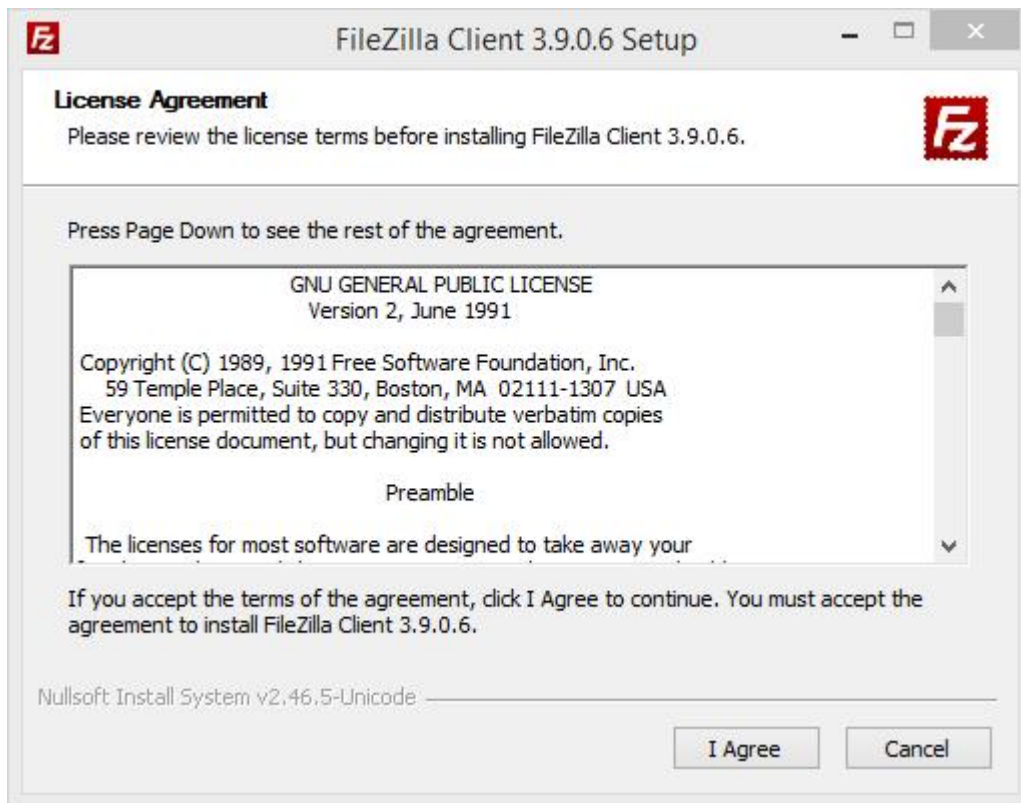 Fz
FileZilla Client 3.9.0.6 Setup
License Agreement
Please review the license terms before installing FileZilla Client 3.9.0.6.
Fz
Press Page Down to see the rest of the agreement.
GNU GENERAL PUBLIC LICENSE
Version 2, June 1991
Copyright (C) 1989, 1991 Free Software Foundation, Inc.
59 Temple Place, Suite 330, Boston, MA 02111-1307 USA
Everyone is permitted to copy and distribute verbatim copies
of this license document, but changing it is not allowed.
Preamble
The licenses for most software are designed to take away your
If you accept the terms of the agreement, click I Agree to continue. You must accept the
agreement to install FileZilla Client 3.9.0.6.
Nullsoft Install System v2.46.5-Unicode
I Agree Cancel